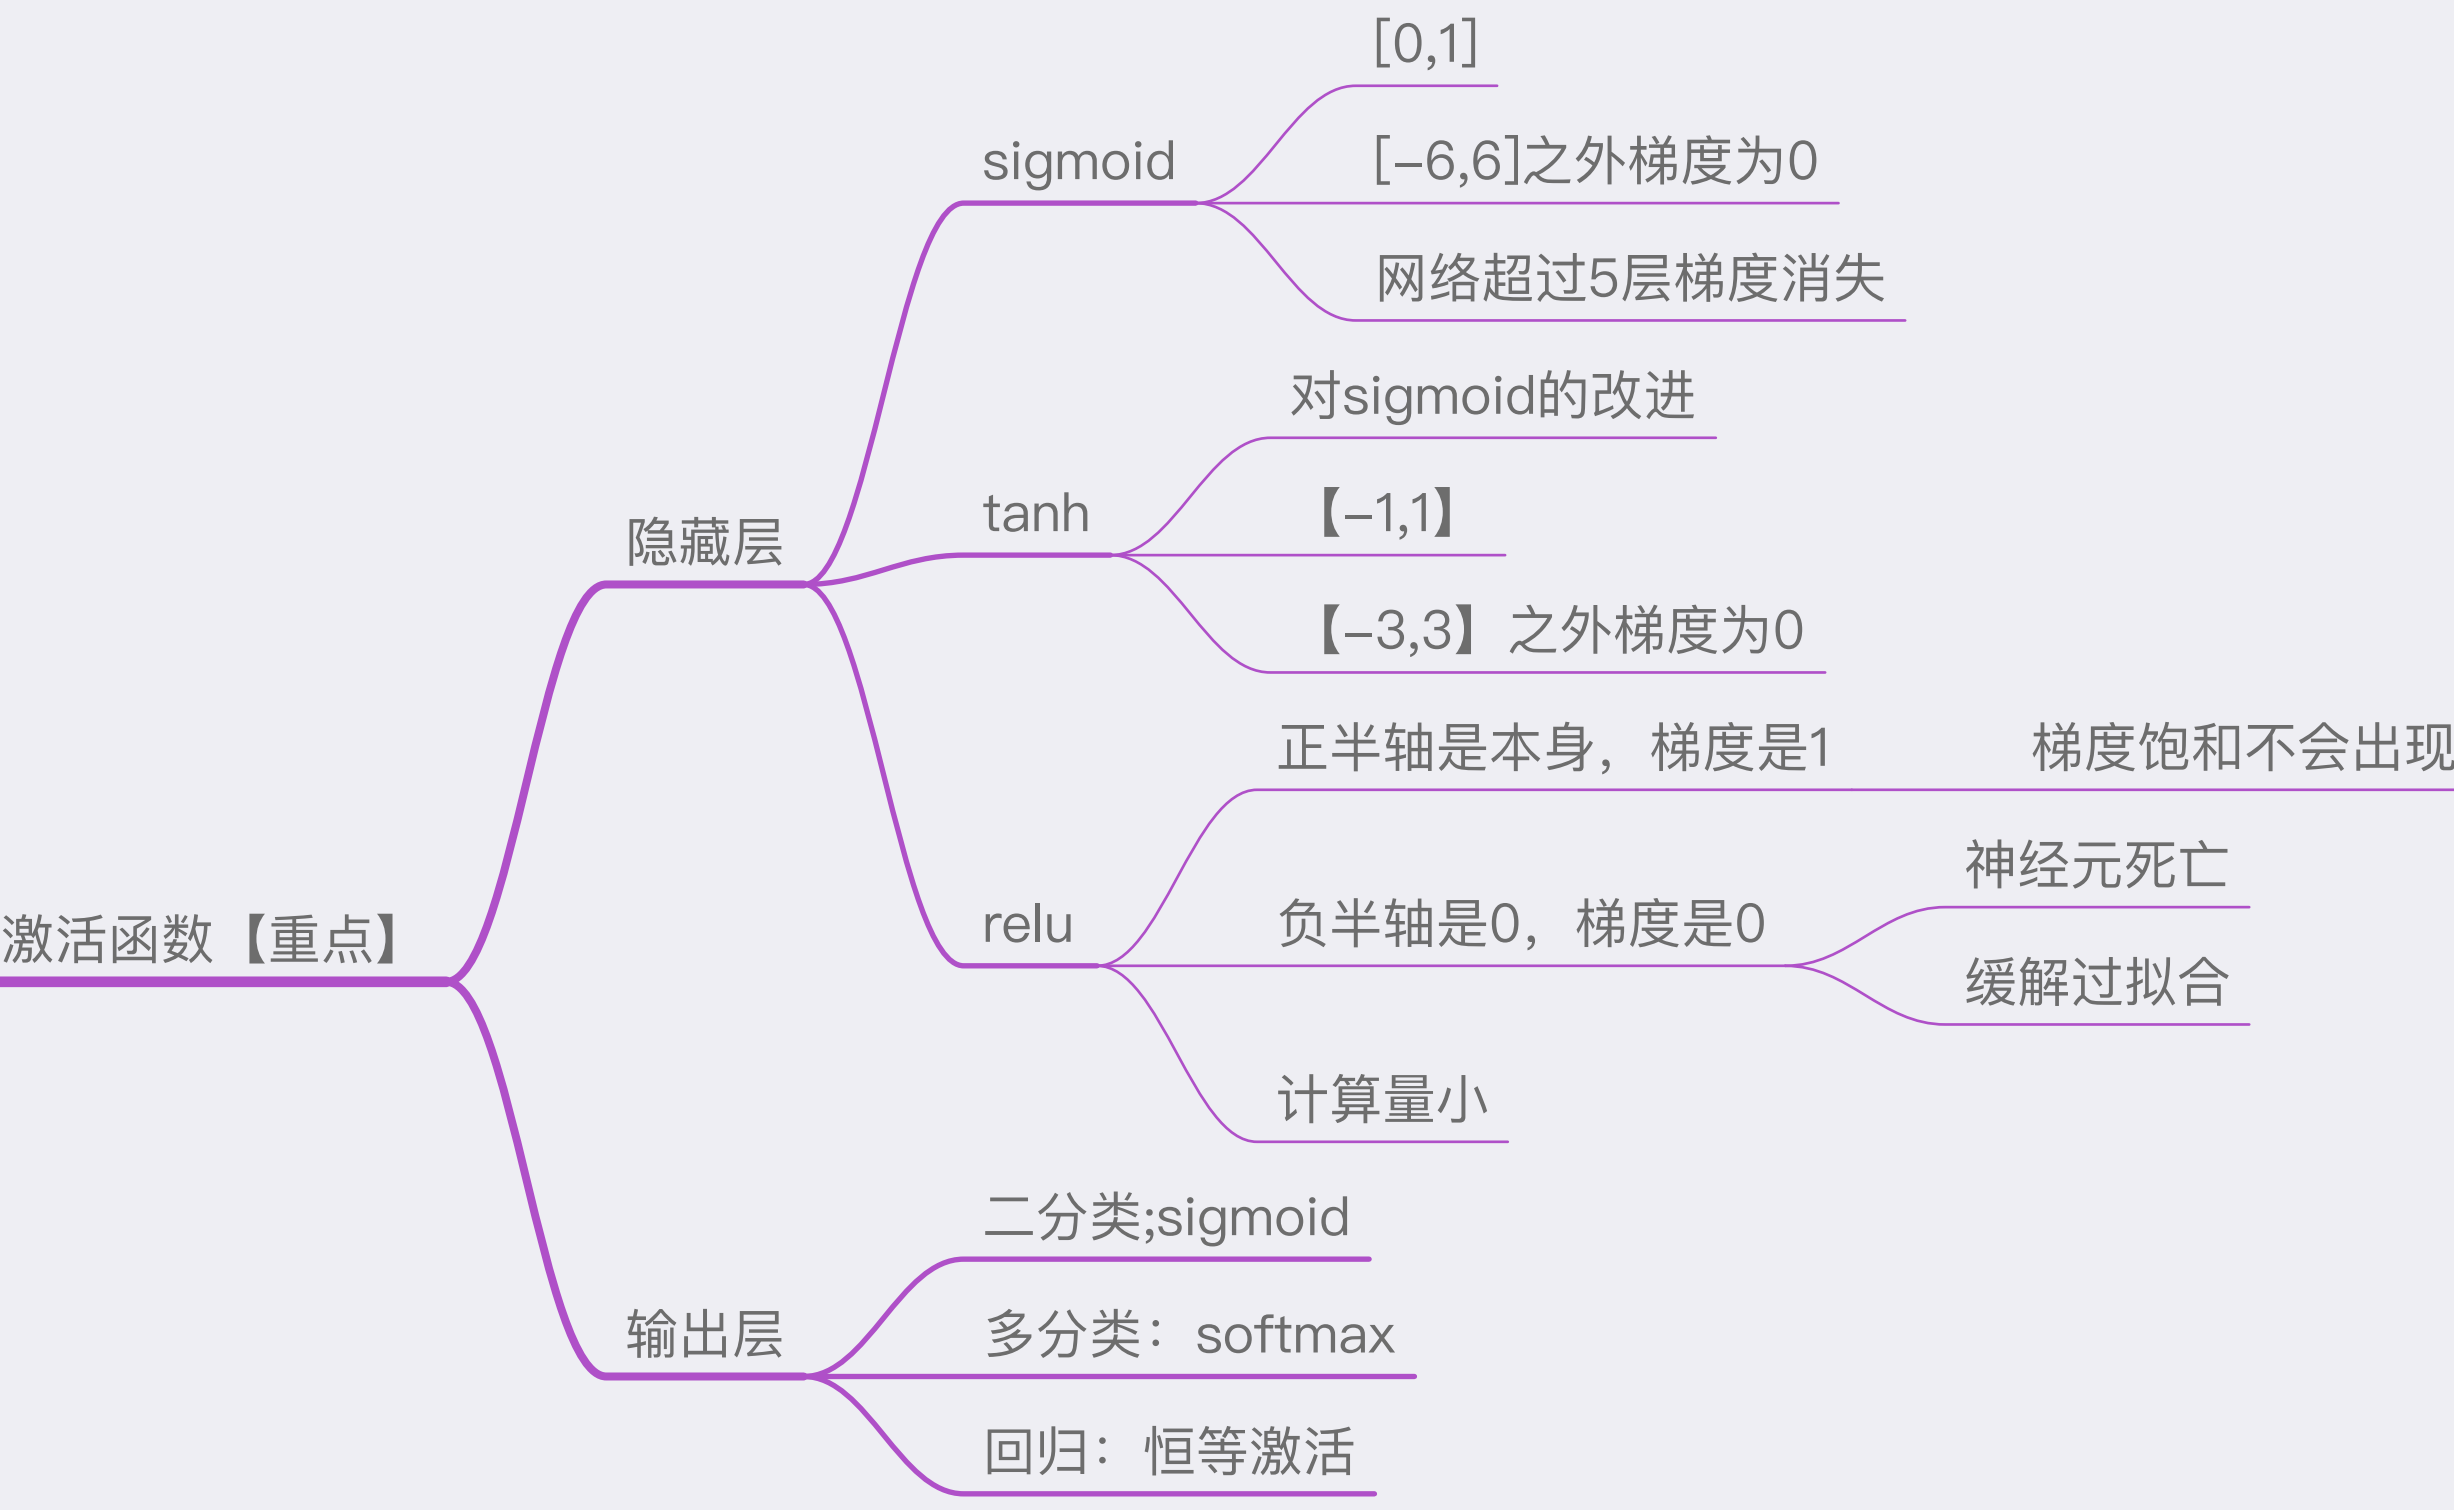 激活函数【重点】
隐藏层
sigmoid
[0,1]
[-6,6]之外梯度为0
网络超过5层梯度消失
tanh
对sigmoid的改进
【-1,1】
【-3,3】之外梯度为0
relu
正半轴是本身，梯度是1
梯度饱和不会出现
负半轴是0，梯度是0
神经元死亡
缓解过拟合
计算量小
输出层
二分类;sigmoid
多分类：softmax
回归：恒等激活